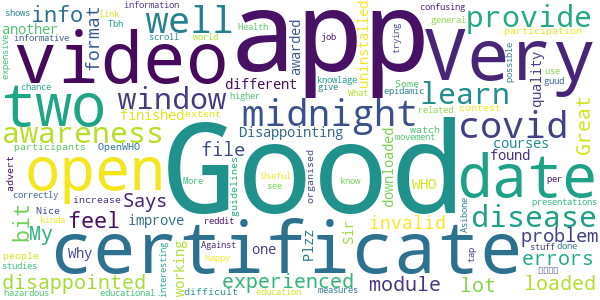 info well format another link information shows Tbh scroll world informative expensive
Health confusing general participation
app very provide
job trying possible
video awarded uninstalled
two window different knowlage give Some epidemic What use guud
finished extent higher chance
midnight learn quality related contest
awareness Disappointing covid Great
participants OpenWHO file courses watch movement
open Good date
More guidelines Useful see organised know downloaded WHO found per advert
increase correctly presentations
My feel Says Sir disease
bit Nice kinda improve one Plzz reddit invalid Asibone tap stuff done
certificate problem
people Why working Against happy interesting
disappointed experienced module lot loaded errors
studies hazardous educational difficult education measures